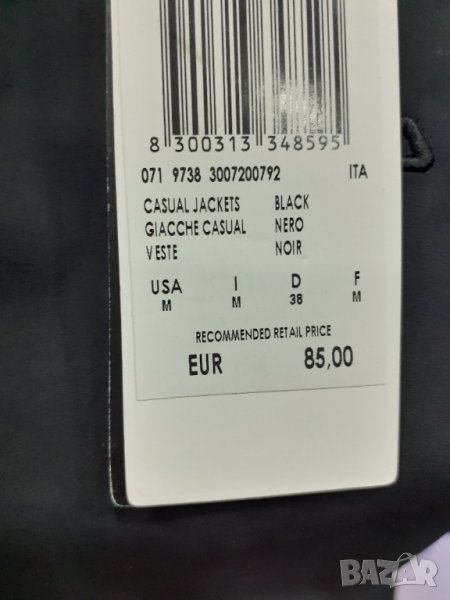 8 300313 348595
071 9738 3007200792 ITA
CASUAL JACKETS BLACK
GIACCHE CASUAL NERO
VESTE NOIR
USA I D F
M M 38 M
RECOMMENDED RETAIL PRICE
EUR 85,00
BAZAR